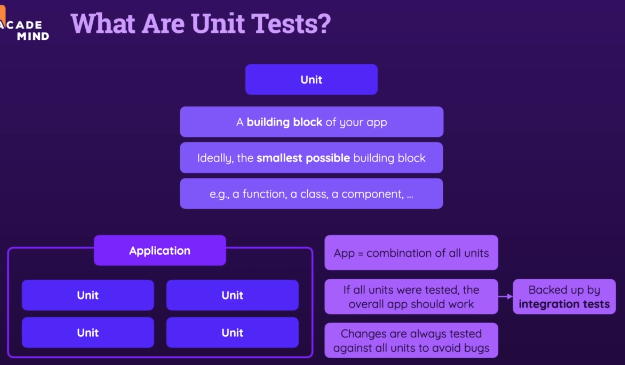 ACADE
MIND
What Are Unit Tests?
Unit
A building block of your app
Ideally, the smallest possible building block
e.g., a function, a class, a component, ...
Application
Unit
Unit
Unit
Unit
App = combination of all units
If all units were tested, the
overall app should work
Backed up by
integration tests
Changes are always tested
against all units to avoid bugs